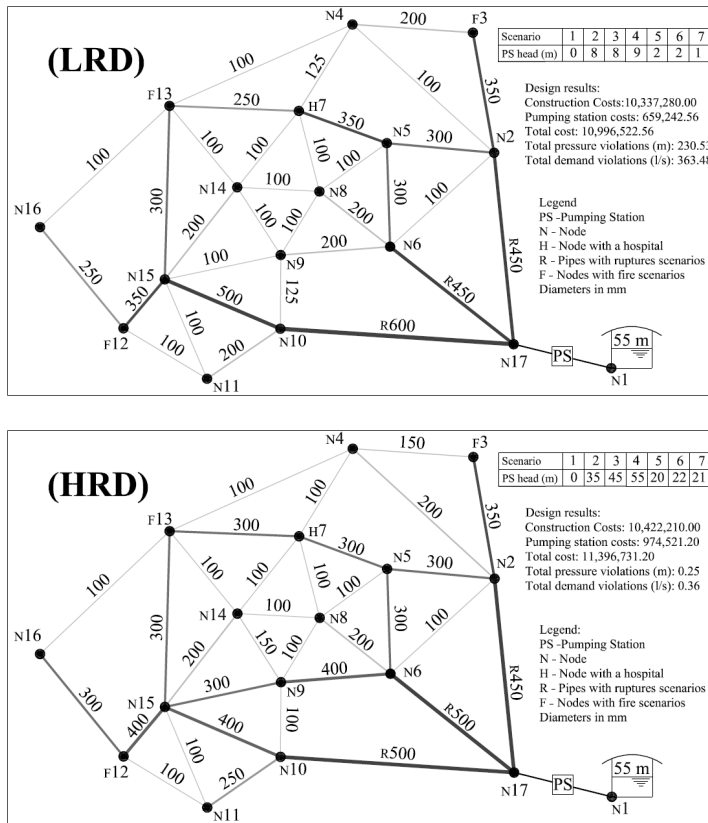 (LRD)
N4
200
F3
Scenario 1 2 3 4 5 6 7
PS head (m) 0 8 8 9 2 2 1
100
125
100
350
F13
250
H7
350
N5
300
N2
Design results:
Construction Costs:10,337,280.00
Pumping station costs: 659,242.56
Total cost: 10,996,522.56
Total pressure violations (m): 230.53
Total demand violations (l/s): 363.48
100
100
100
100
100
N14
100
N8
300
100
N16
300
200
100
100
200
Legend
PS -Pumping Station
N - Node
H - Node with a hospital
R - Pipes with ruptures scenarios
F - Nodes with fire scenarios
Diameters in mm
N15
100
N9
200
N6
R450
250
350
500
125
R450
F12
100
100
200
N10
R600
N17
PS
55 m
N1
N11
(HRD)
N4
150
F3
Scenario 1 2 3 4 5 6 7
PS head (m) 0 35 45 55 20 22 21
100
100
200
350
F13
300
H7
300
N5
300
N2
Design results:
Construction Costs: 10,422,210.00
Pumping station costs: 974,521.20
Total cost: 11,396,731.20
Total pressure violations (m): 0.25
Total demand violations (l/s): 0.36
100
100
100
100
100
N14
100
N8
300
100
N16
300
200
150
100
200
Legend:
PS -Pumping Station
N - Node
H - Node with a hospital
R - Pipes with ruptures scenarios
F - Nodes with fire scenarios
Diameters in mm
N15
300
N9
400
N6
R450
300
400
400
100
R500
F12
100
100
250
N10
R500
N17
PS
55 m
N1
N11